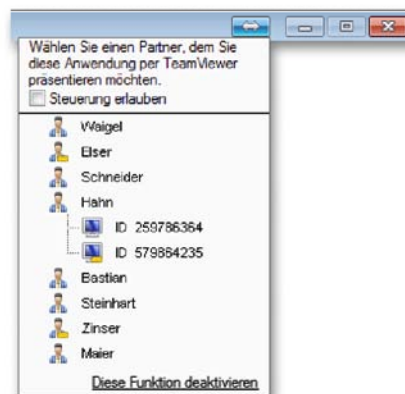 Wählen Sie einen Partner, dem Sie
diese Anwendung per TeamViewer
präsentieren möchten.
Steuerung erlauben
Waigel
Elser
Schneider
Hahn
ID 259786364
ID 579864235
Bastian
Steinhart
Zinser
Maier
Diese Funktion deaktivieren